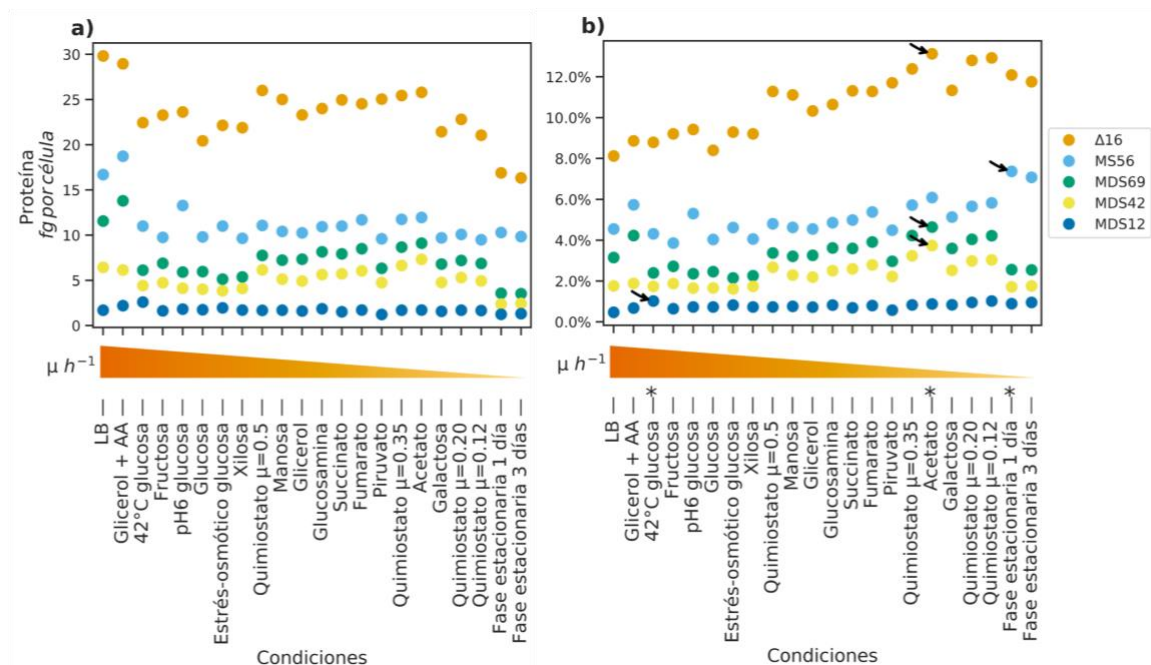 a)
Proteína
fg por célula
30
25
20
15
10
5
0
μ h⁻¹
LB
Glicerol + AA
42°C glucosa
Fructosa
pH6 glucosa
Glucosa
Estrés-osmótico glucosa
Xilosa
Quimiostato μ=0.5
Manosa
Glicerol
Glucosamina
Succinato
Fumarato
Piruvato
Quimiostato μ=0.35
Acetato
Galactosa
Quimiostato μ=0.20
Quimiostato μ=0.12
Fase estacionaria 1 día
Fase estacionaria 3 días
Condiciones
b)
12.0%
10.0%
8.0%
6.0%
4.0%
2.0%
0.0%
μ h⁻¹
* * *
LB
Glicerol + AA
42°C glucosa
Fructosa
pH6 glucosa
Glucosa
Estrés-osmótico glucosa
Xilosa
Quimiostato μ=0.5
Manosa
Glicerol
Glucosamina
Succinato
Fumarato
Piruvato
Quimiostato μ=0.35
Acetato
Galactosa
Quimiostato μ=0.20
Quimiostato μ=0.12
Fase estacionaria 1 día
Fase estacionaria 3 días
Condiciones
Δ16
MS56
MDS69
MDS42
MDS12